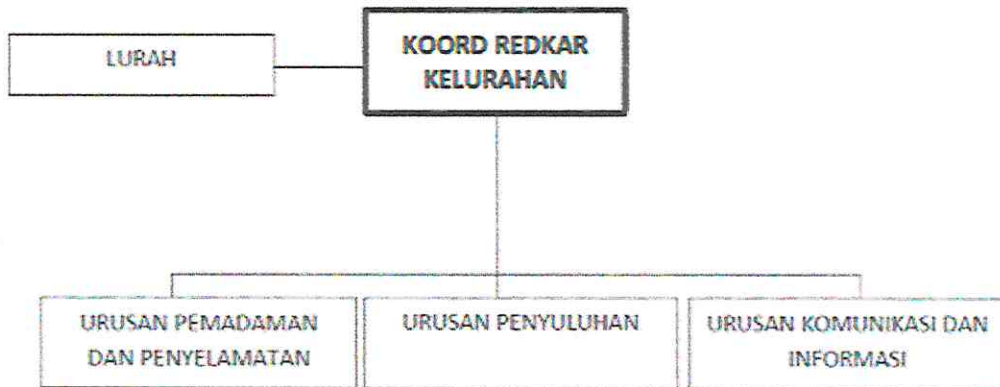 LURAH
KOORD REDKAR
KELURAHAN
URUSAN PEMADAMAN
DAN PENYELAMATAN
URUSAN PENYULUHAN
URUSAN KOMUNIKASI DAN
INFORMASI